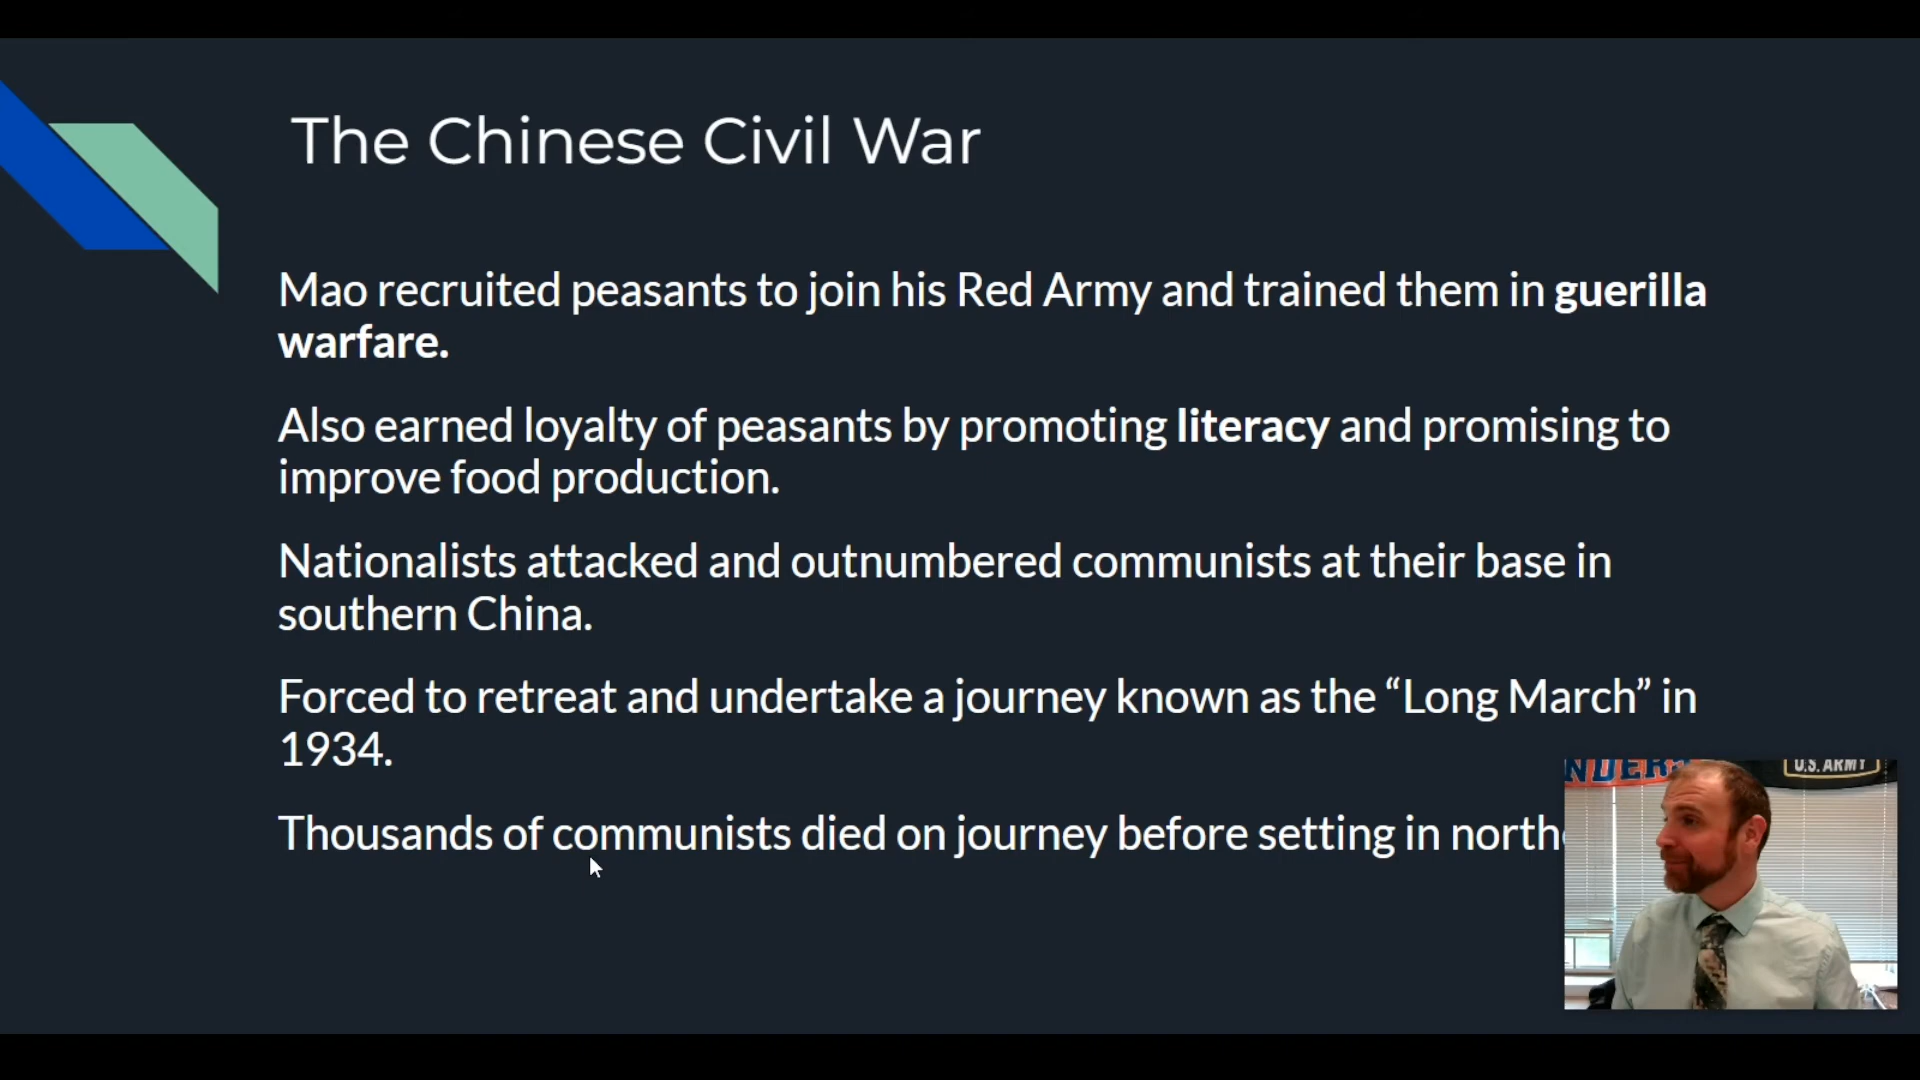 The Chinese Civil War
Mao recruited peasants to join his Red Army and trained them in guerilla
warfare.
Also earned loyalty of peasants by promoting literacy and promising to
improve food production.
Nationalists attacked and outnumbered communists at their base in
southern China.
Forced to retreat and undertake a journey known as the “Long March” in
1934.
Thousands of communists died on journey before setting in
U.S. ARMY